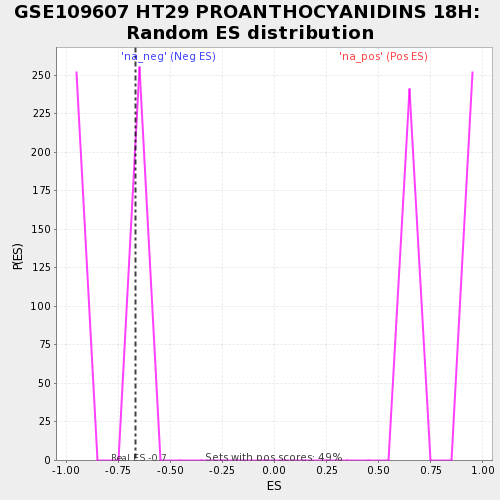 GSE109607 HT29 PROANTHOCYANIDINS 18H:
Random ES distribution
'na_neg' (Neg ES)
'na_pos' (Pos ES)
250
225
200
175
150
125
100
75
50
25
0
P(ES)
Real ES -0.7
Sets with pos scores: 49%
-1.00 -0.75 -0.50 -0.25 0.00 0.25 0.50 0.75 1.00
ES